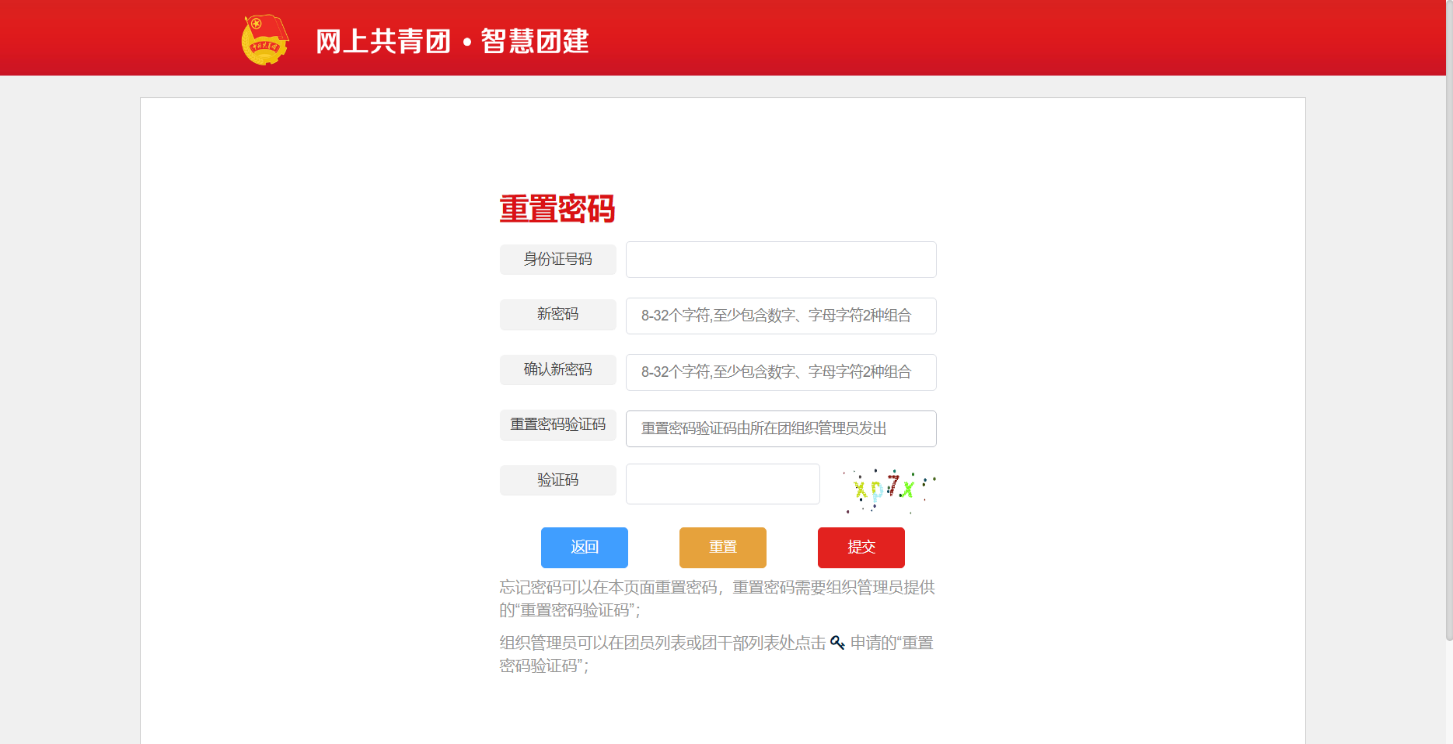 网上共青团·智慧团建
重置密码
身份证号码
新密码
8-32个字符,至少包含数字、字母字符2种组合
确认新密码
8-32个字符,至少包含数字、字母字符2种组合
重置密码验证码
重置密码验证码由所在团组织管理员发出
验证码
xp7x
返回
重置
提交
忘记密码可以在本页面重置密码，重置密码需要组织管理员提供
的“重置密码验证码”；
组织管理员可以在团员列表或团干部列表处点击 申请的“重置
密码验证码”；